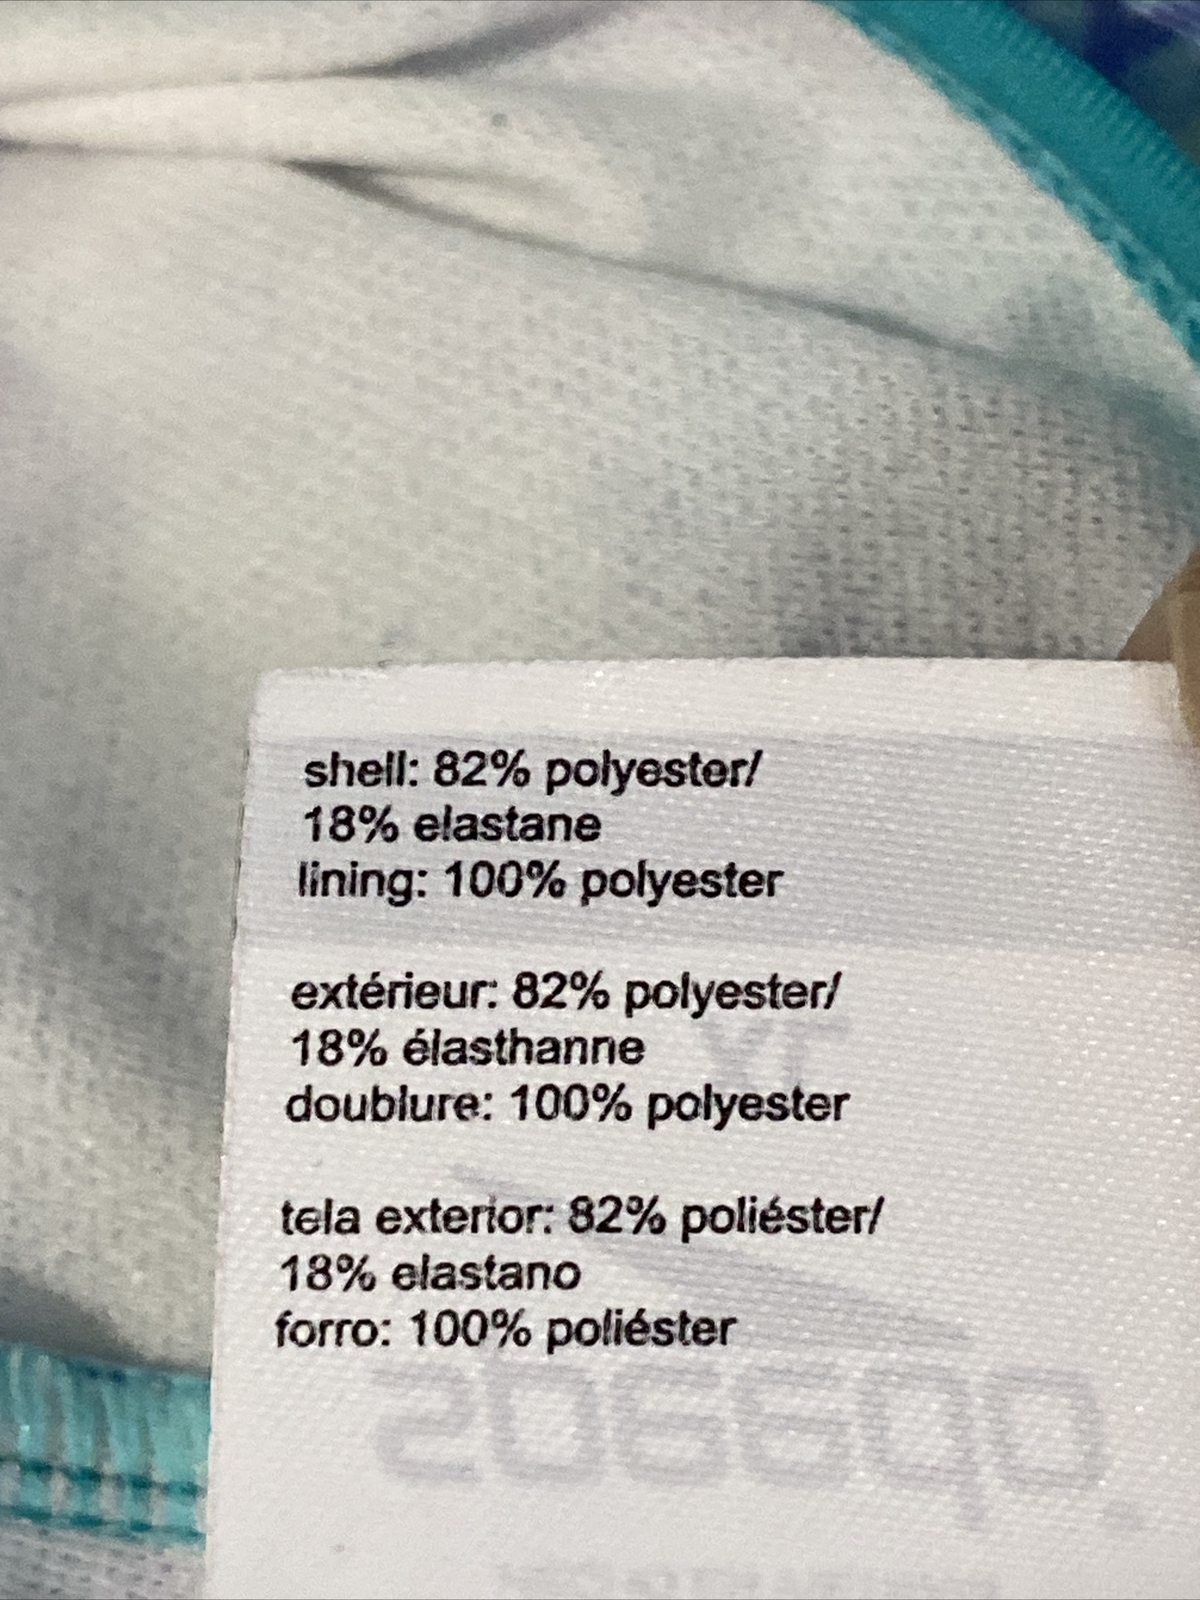 shell: 82% polyester/
18% elastane
lining: 100% polyester
extérieur: 82% polyester/
18% élasthanne
doublure: 100% polyester
tela exterior: 82% poliéster/
18% elastano
forro: 100% poliéster